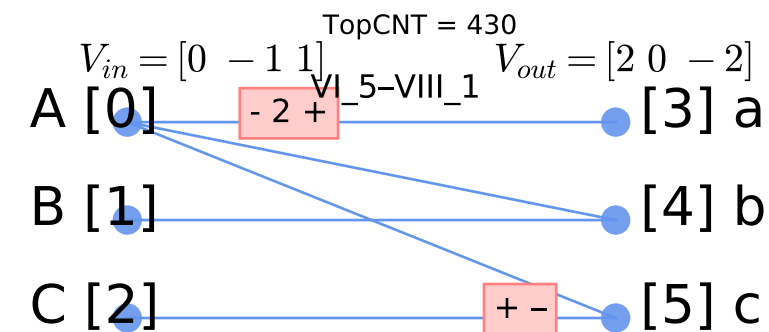 TopCNT = 430
V_in = [0 −1 1] V_out = [2 0 −2]
VI_5–VIII_1
A [0] - 2 + [3] a
B [1] [4] b
C [2] + – [5] c